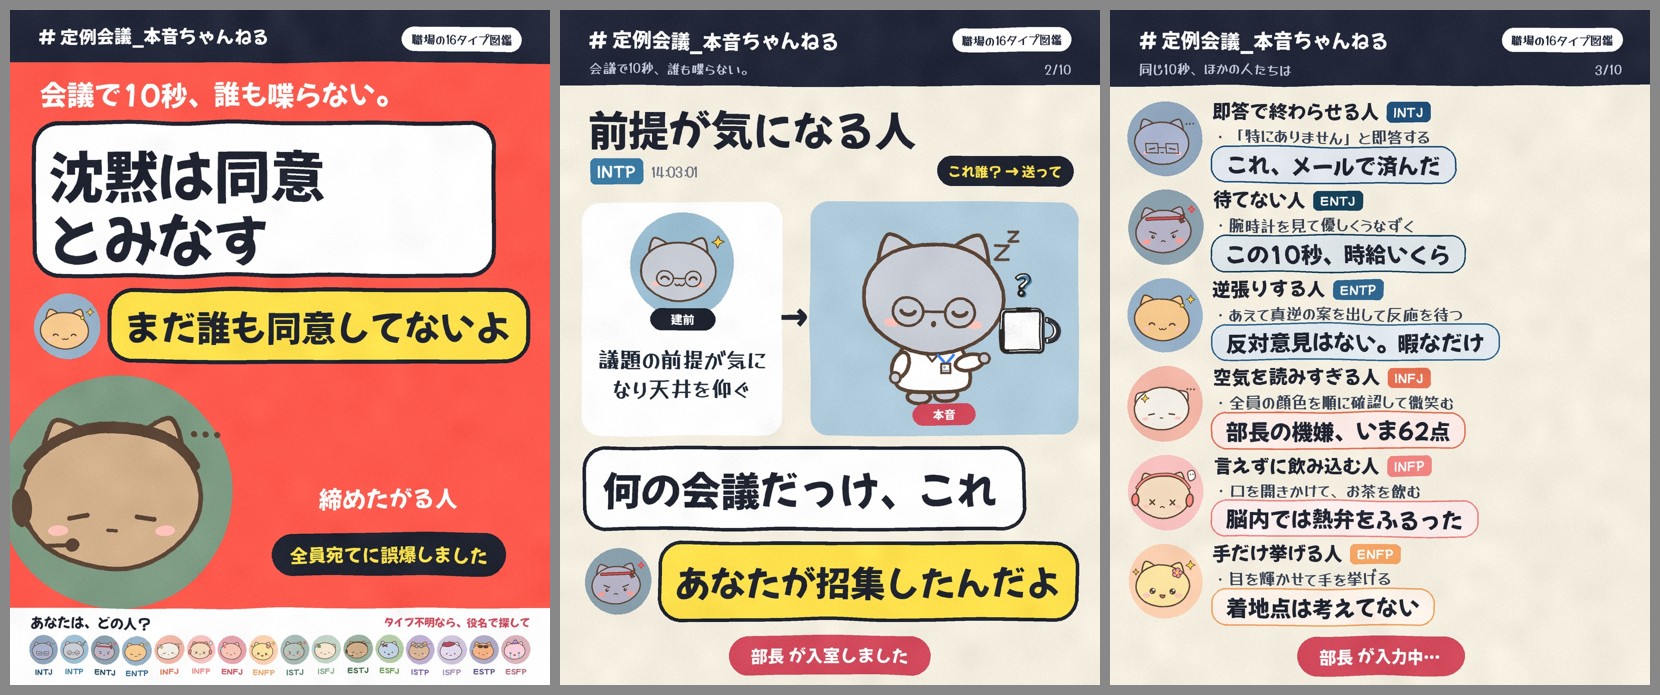 # 定例会議_本音ちゃんねる
職場の16タイプ図鑑
会議で10秒、誰も喋らない。
沈黙は同意
とみなす
まだ誰も同意してないよ
締めたがる人
全員宛てに誤爆しました
あなたは、どの人?
タイプ不明なら、役名で探して
INTJ INTP ENTJ ENTP INFJ INFP ENFJ ENFP ISTJ ISFJ ESTJ ESFJ ISTP ISFP ESTP ESFP
# 定例会議_本音ちゃんねる
職場の16タイプ図鑑
会議で10秒、誰も喋らない。
2/10
前提が気になる人
INTP 14:03:01
これ誰?→送って
建前
議題の前提が気に
なり天井を仰ぐ
→
z z
?
本音
何の会議だっけ、これ
あなたが招集したんだよ
部長 が入室しました
# 定例会議_本音ちゃんねる
職場の16タイプ図鑑
同じ10秒、ほかの人たちは
3/10
即答で終わらせる人 INTJ
・「特にありません」と即答する
これ、メールで済んだ
待てない人 ENTJ
・腕時計を見て優しくうなずく
この10秒、時給いくら
逆張りする人 ENTP
・あえて真逆の案を出して反応を待つ
反対意見はない。暇なだけ
空気を読みすぎる人 INFJ
・全員の顔色を順に確認して微笑む
部長の機嫌、いま62点
言えずに飲み込む人 INFP
・口を開きかけて、お茶を飲む
脳内では熱弁をふるった
手だけ挙げる人 ENFP
・目を輝かせて手を挙げる
着地点は考えてない
部長 が入力中…